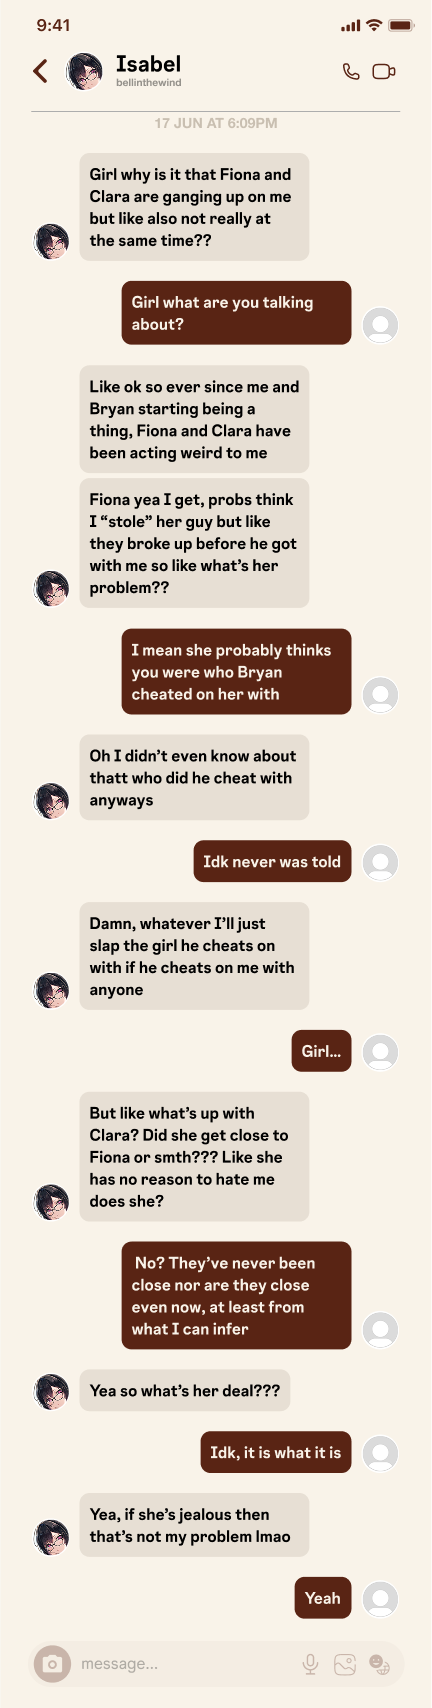 9:41
Isabel
bellinthewind
17 JUN AT 6:09PM
Girl why is it that Fiona and
Clara are ganging up on me
but like also not really at
the same time??
Girl what are you talking
about?
Like ok so ever since me and
Bryan starting being a
thing, Fiona and Clara have
been acting weird to me
Fiona yea I get, probs think
I “stole” her guy but like
they broke up before he got
with me so like what’s her
problem??
I mean she probably thinks
you were who Bryan
cheated on her with
Oh I didn’t even know about
thatt who did he cheat with
anyways
Idk never was told
Damn, whatever I’ll just
slap the girl he cheats on
with if he cheats on me with
anyone
Girl...
But like what’s up with
Clara? Did she get close to
Fiona or smth??? Like she
has no reason to hate me
does she?
No? They’ve never been
close nor are they close
even now, at least from
what I can infer
Yea so what’s her deal???
Idk, it is what it is
Yea, if she’s jealous then
that’s not my problem lmao
Yeah
message...